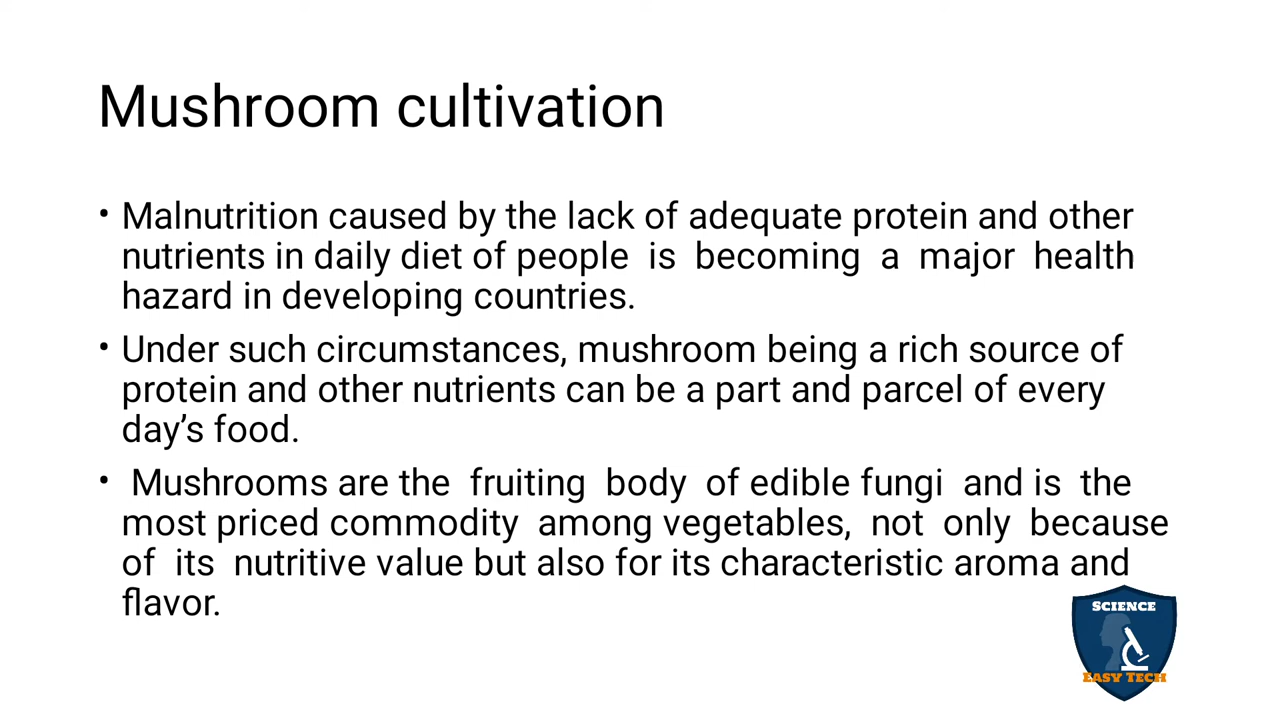 Mushroom cultivation
• Malnutrition caused by the lack of adequate protein and other
nutrients in daily diet of people is becoming a major health
hazard in developing countries.
• Under such circumstances, mushroom being a rich source of
protein and other nutrients can be a part and parcel of every
day’s food.
• Mushrooms are the fruiting body of edible fungi and is the
most priced commodity among vegetables, not only because
of its nutritive value but also for its characteristic aroma and
flavor.
SCIENCE
EASY TECH